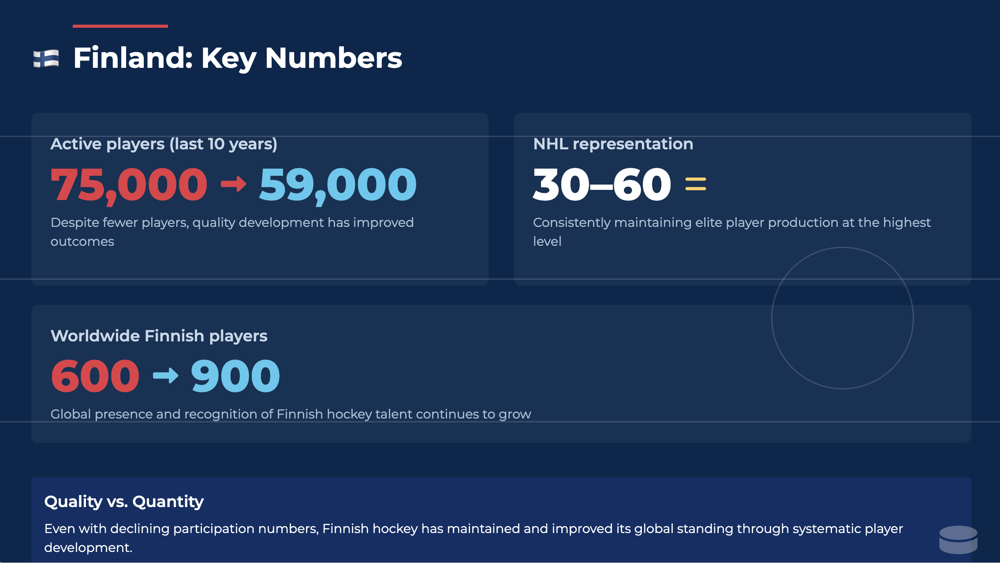 Finland: Key Numbers
Active players (last 10 years)
75,000 → 59,000
Despite fewer players, quality development has improved
outcomes
NHL representation
30–60 =
Consistently maintaining elite player production at the highest
level
Worldwide Finnish players
600 → 900
Global presence and recognition of Finnish hockey talent continues to grow
Quality vs. Quantity
Even with declining participation numbers, Finnish hockey has maintained and improved its global standing through systematic player
development.